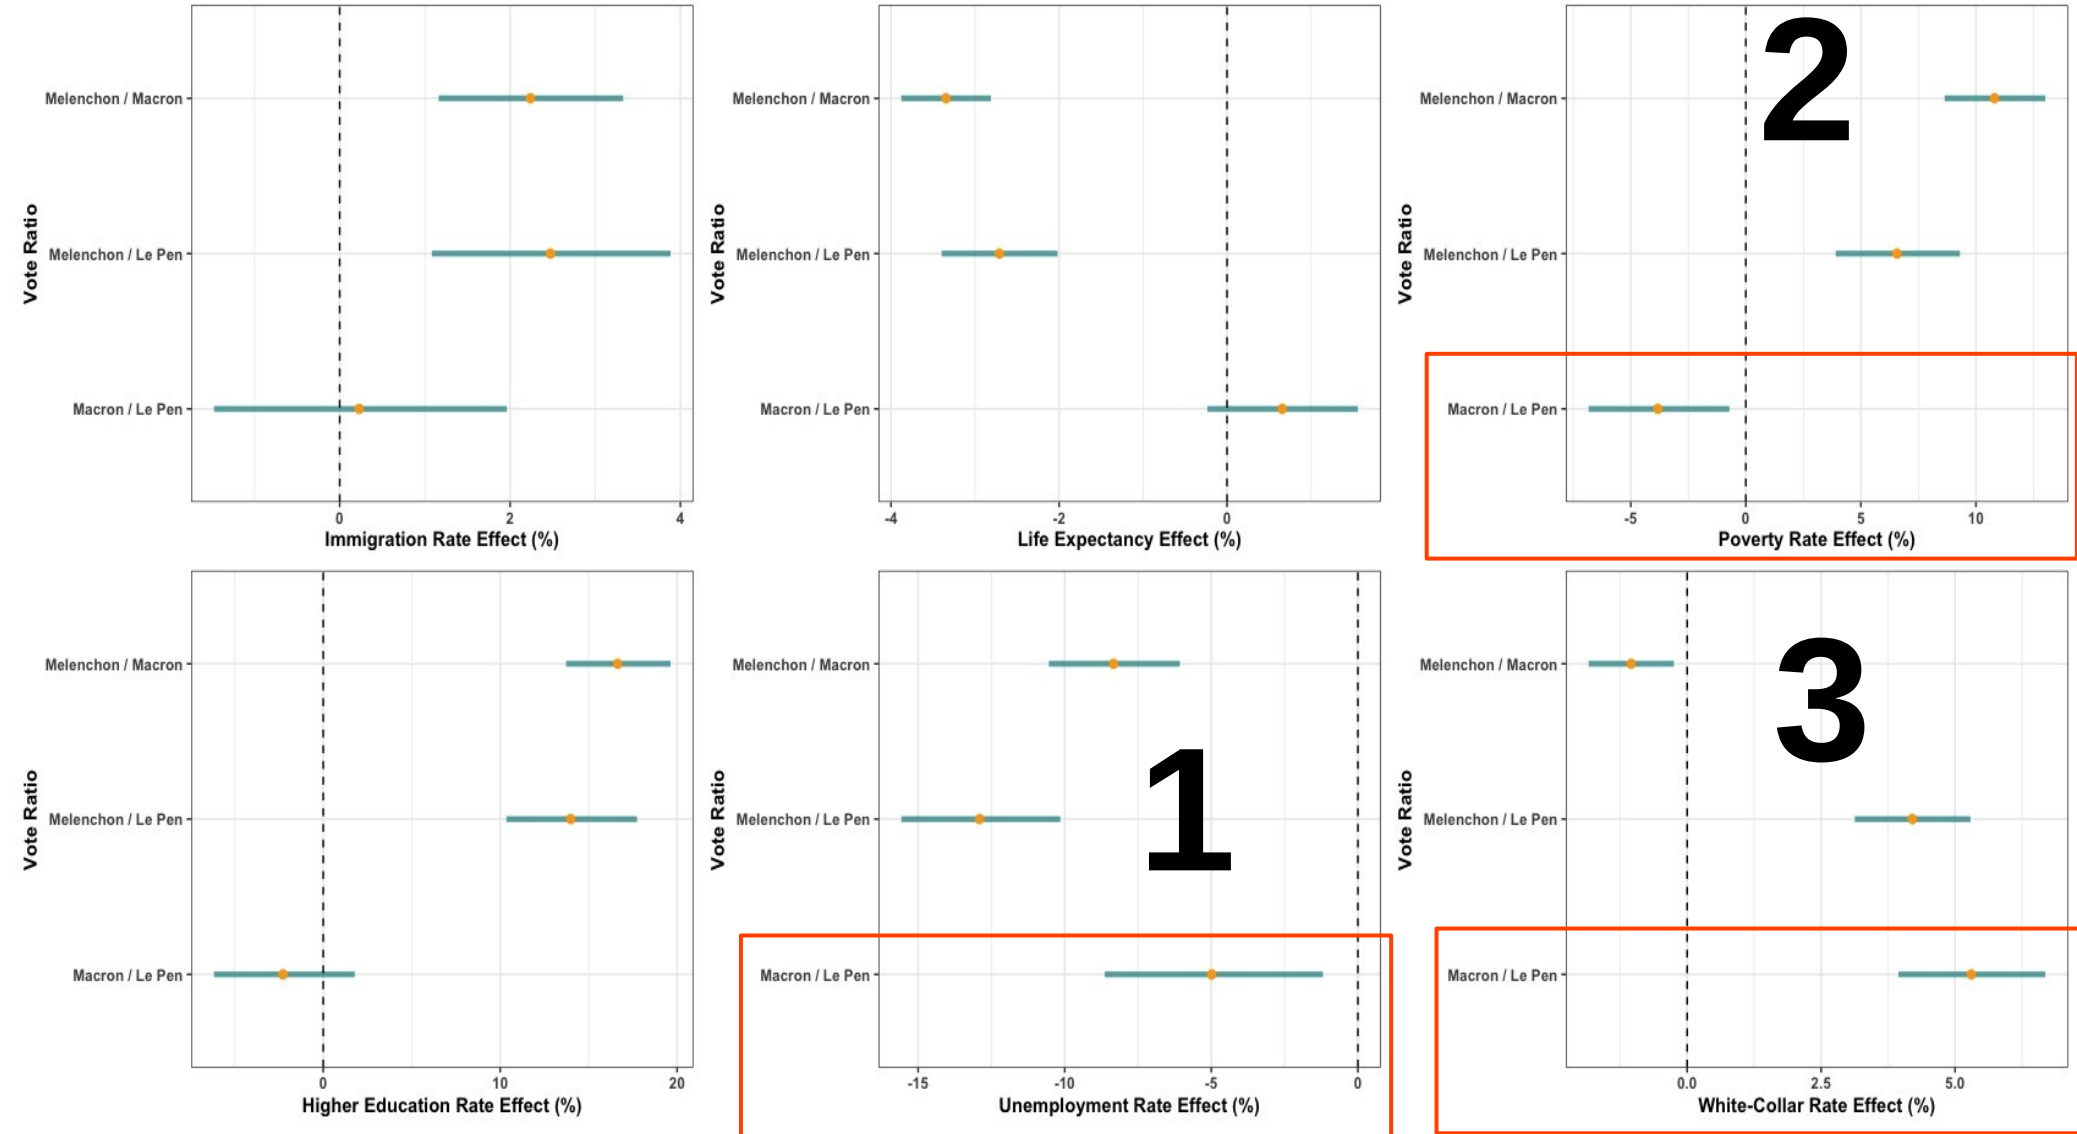 Vote Ratio
Melenchon / Macron
Melenchon / Le Pen
Macron / Le Pen
0 2 4
Immigration Rate Effect (%)
Vote Ratio
Melenchon / Macron
Melenchon / Le Pen
Macron / Le Pen
-4 -2 0
Life Expectancy Effect (%)
2
Vote Ratio
Melenchon / Macron
Melenchon / Le Pen
Macron / Le Pen
-5 0 5 10
Poverty Rate Effect (%)
Vote Ratio
Melenchon / Macron
Melenchon / Le Pen
Macron / Le Pen
0 10 20
Higher Education Rate Effect (%)
1
Vote Ratio
Melenchon / Macron
Melenchon / Le Pen
Macron / Le Pen
-15 -10 -5 0
Unemployment Rate Effect (%)
3
Vote Ratio
Melenchon / Macron
Melenchon / Le Pen
Macron / Le Pen
0.0 2.5 5.0
White-Collar Rate Effect (%)